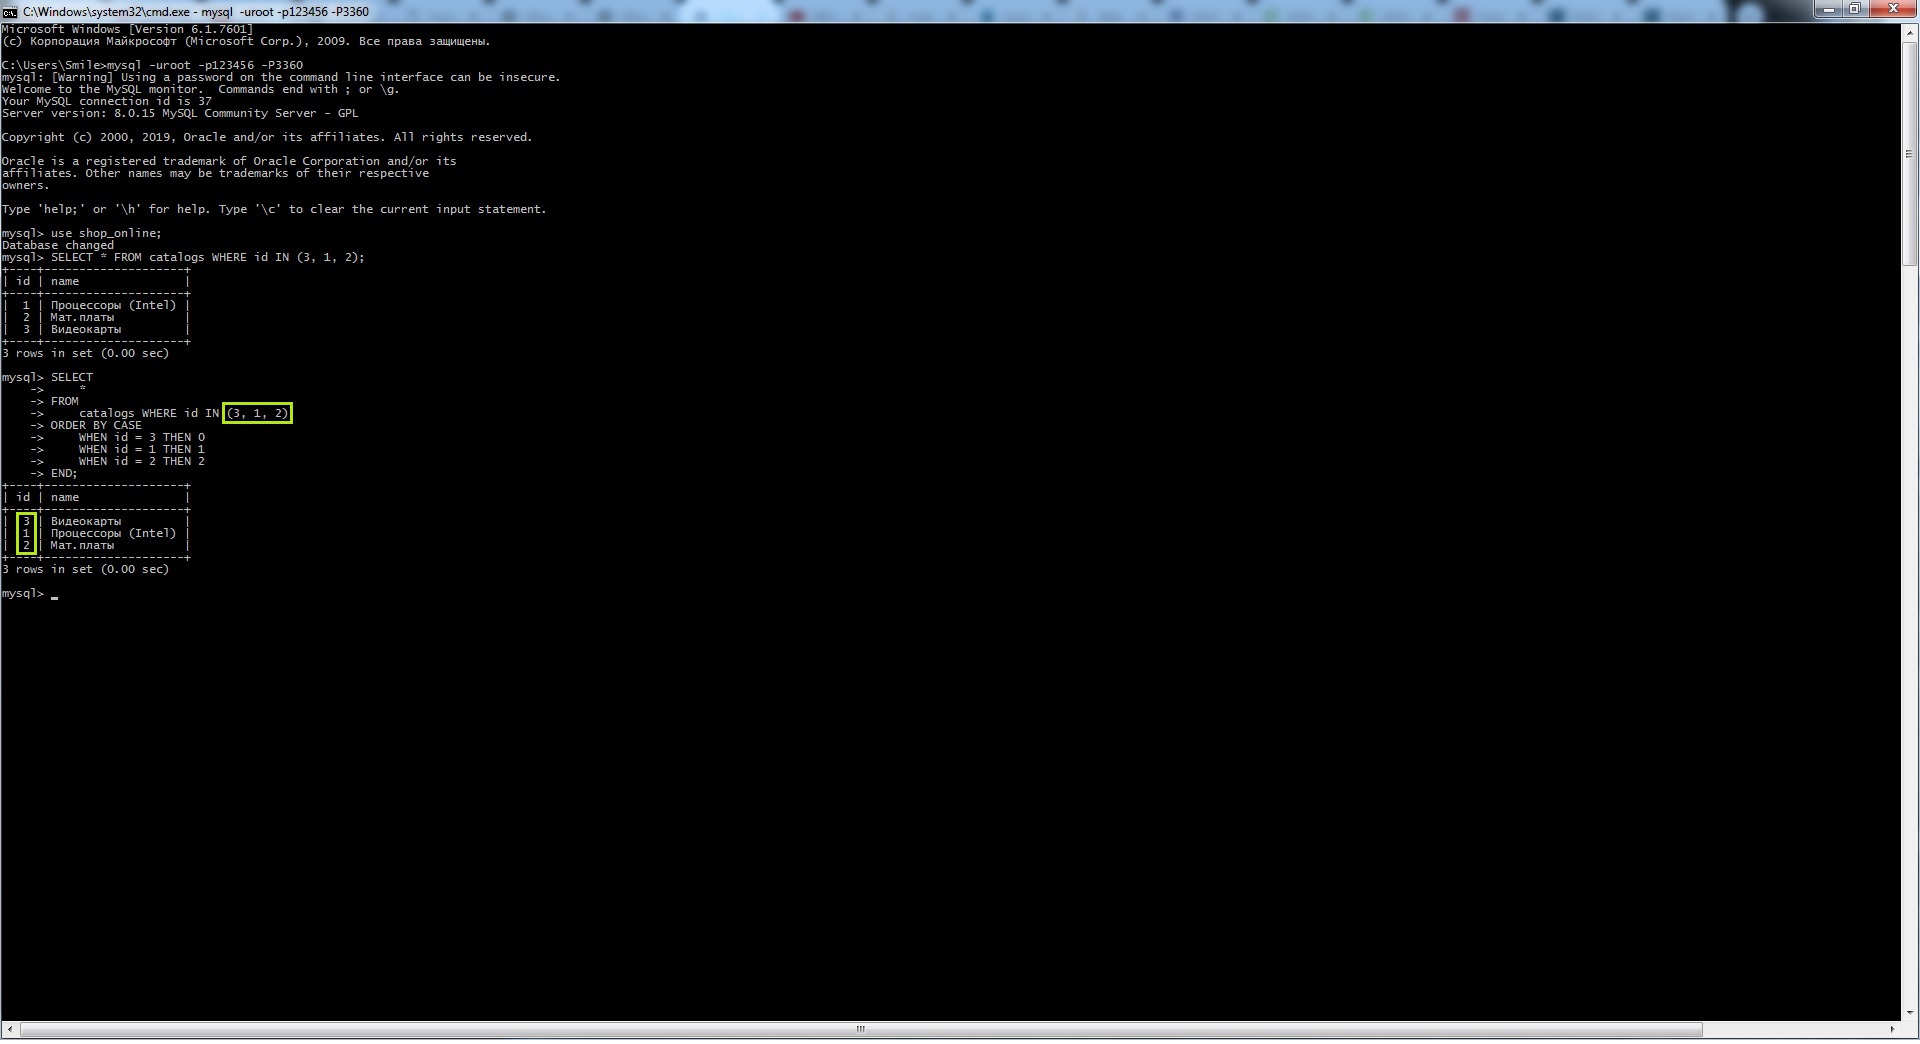 C:\Windows\system32\cmd.exe - mysql  -uroot -p123456 -P3360
Microsoft Windows [Version 6.1.7601]
(c) Корпорация Майкрософт (Microsoft Corp.), 2009. Все права защищены.
C:\Users\Smile>mysql -uroot -p123456 -P3360
mysql: [Warning] Using a password on the command line interface can be insecure.
Welcome to the MySQL monitor.  Commands end with ; or \g.
Your MySQL connection id is 37
Server version: 8.0.15 MySQL Community Server - GPL
Copyright (c) 2000, 2019, Oracle and/or its affiliates. All rights reserved.
Oracle is a registered trademark of Oracle Corporation and/or its
affiliates. Other names may be trademarks of their respective
owners.
Type 'help;' or '\h' for help. Type '\c' to clear the current input statement.
mysql> use shop_online;
Database changed
mysql> SELECT * FROM catalogs WHERE id IN (3, 1, 2);
+----+--------------------+
| id | name               |
+----+--------------------+
|  1 | Процессоры (Intel) |
|  2 | Мат.платы          |
|  3 | Видеокарты         |
+----+--------------------+
3 rows in set (0.00 sec)
mysql> SELECT
    ->     *
    -> FROM
    ->     catalogs WHERE id IN (3, 1, 2)
    -> ORDER BY CASE
    ->     WHEN id = 3 THEN 0
    ->     WHEN id = 1 THEN 1
    ->     WHEN id = 2 THEN 2
    -> END;
+----+--------------------+
| id | name               |
+----+--------------------+
|  3 | Видеокарты         |
|  1 | Процессоры (Intel) |
|  2 | Мат.платы          |
+----+--------------------+
3 rows in set (0.00 sec)
mysql> _